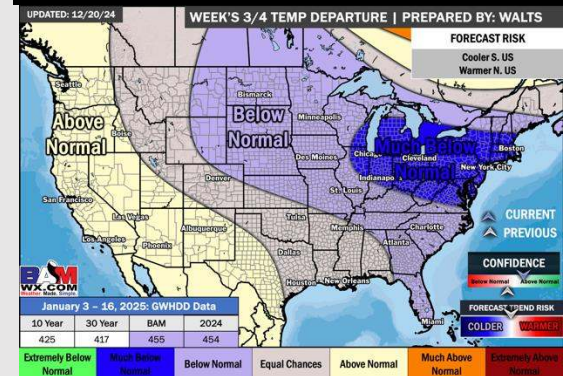 UPDATED: 12/20/24
WEEK'S 3/4 TEMP DEPARTURE | PREPARED BY: WALTS
FORECAST RISK
Cooler S. US
Warmer N. US
Seattle
Bismarck
Minneapolis
Above
Normal
Below
Normal
Much Below
Normal
Boise
Boston
Chicago
Cleveland
New York City
Des Moines
Indianapo
San Francisco
Denver
St. Louis
Las Vegas
Los Angeles
Phoenix
Albuquerque
Tulsa
Memphis
Charlotte
Atlanta
Dallas
Houston
New Orleans
Miami
CURRENT
PREVIOUS
CONFIDENCE
Below Normal
Above Normal
FORECAST TREND RISK
COLDER
WARMER
BAM
WX.COM
Weather Made. Simple.
January 3 – 16, 2025: GWHDD Data
10 Year 30 Year BAM 2024
425 417 455 454
Extremely Below Normal
Much Below Normal
Below Normal
Equal Chances
Above Normal
Much Above Normal
Extremely Above Normal